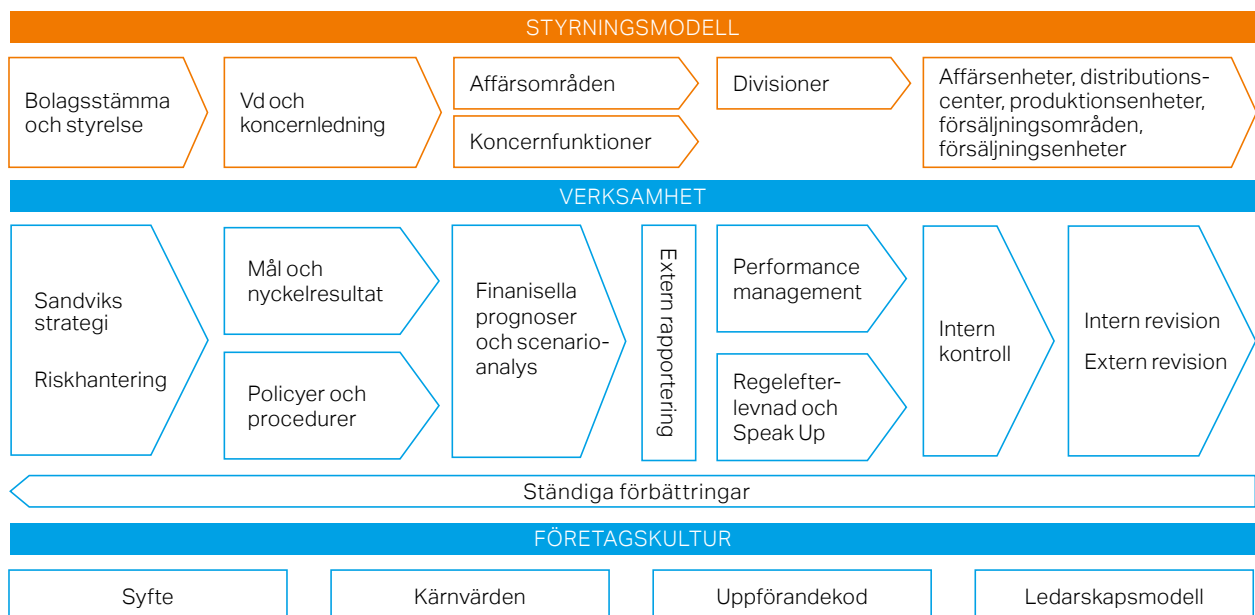 STYRNINGSMODELL
Bolagsstämma
och styrelse
Vd och
koncernledning
Affärsområden
Koncernfunktioner
Divisioner
Affärsenheter, distributions-
center, produktionsenheter,
försäljningsområden,
försäljningsenheter
VERKSAMHET
Sandviks
strategi
Riskhantering
Mål och
nyckelresultat
Policyer och
procedurer
Finanisella
prognoser
och scenario-
analys
Extern rapportering
Performance
management
Regelefter-
levnad och
Speak Up
Intern
kontroll
Intern revision
Extern revision
Ständiga förbättringar
FÖRETAGSKULTUR
Syfte
Kärnvärden
Uppförandekod
Ledarskapsmodell